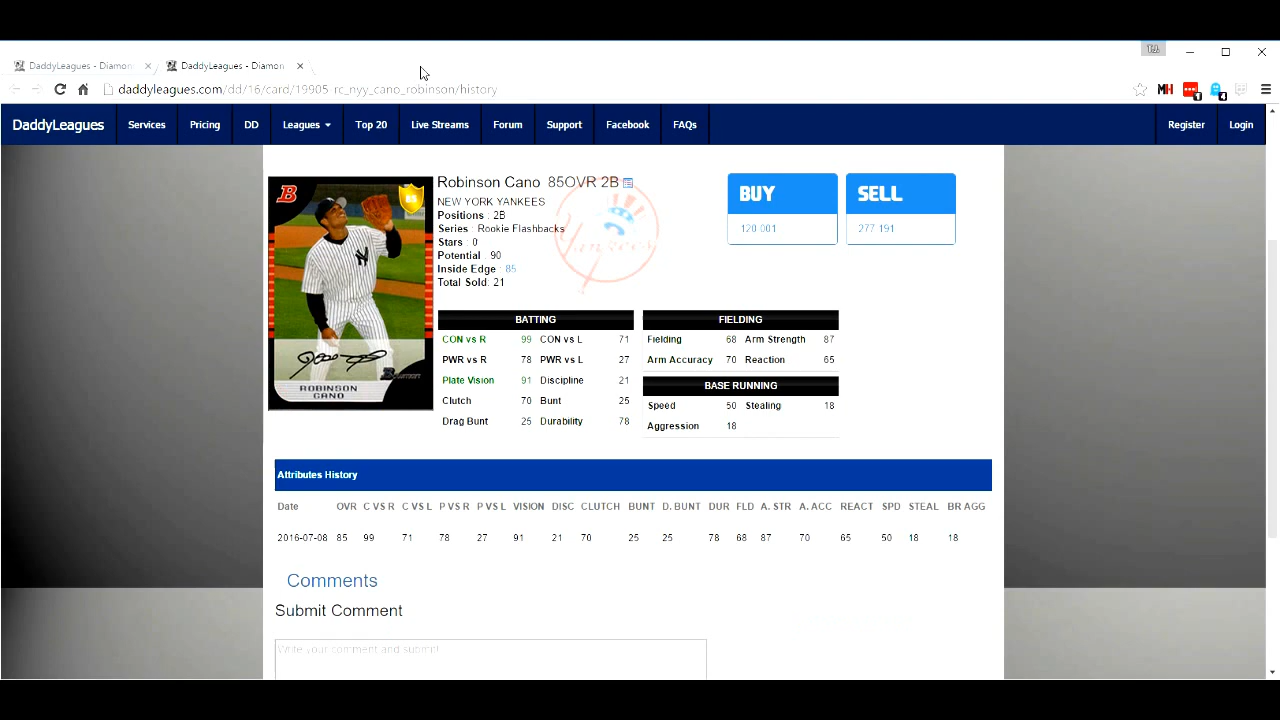 DaddyLeagues - Diamon
DaddyLeagues - Diamon
daddyleagues.com/dd/16/card/19905_rc_nyy_cano_robinson/history
DaddyLeagues Services Pricing DD Leagues Top 20 Live Streams Forum Support Facebook FAQs Register Login
B
ROBINSON
CANO
Bowman
Robinson Cano 85OVR 2B
NEW YORK YANKEES
Positions : 2B
Series : Rookie Flashbacks
Stars : 0
Potential : 90
Inside Edge : 85
Total Sold: 21
Yankees
BUY
120 001
SELL
277 191
BATTING
CON vs R 99 CON vs L 71
PWR vs R 78 PWR vs L 27
Plate Vision 91 Discipline 21
Clutch 70 Bunt 25
Drag Bunt 25 Durability 78
FIELDING
Fielding 68 Arm Strength 87
Arm Accuracy 70 Reaction 65
BASE RUNNING
Speed 50 Stealing 18
Aggression 18
Attributes History
Date OVR C VS R C VS L P VS R P VS L VISION DISC CLUTCH BUNT D. BUNT DUR FLD A. STR A. ACC REACT SPD STEAL BR AGG
2016-07-08 85 99 71 78 27 91 21 70 25 25 78 68 87 70 65 50 18 18
Comments
Submit Comment
Write your comment and submit!